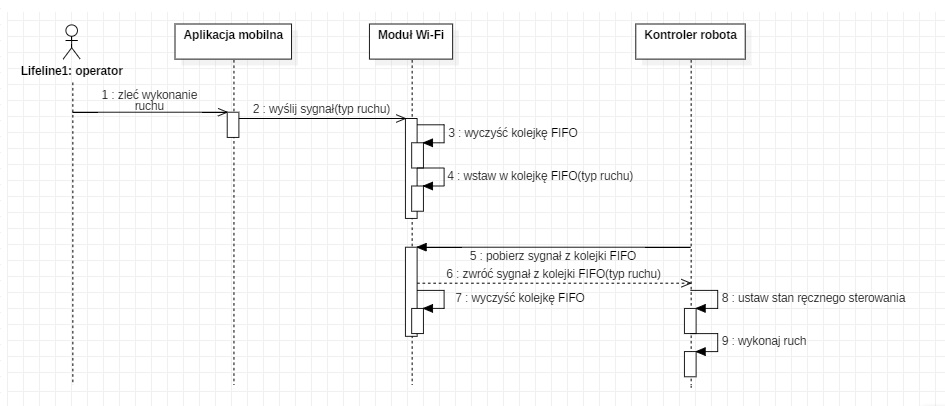 Aplikacja mobilna
Moduł Wi-Fi
Kontroler robota
Lifeline1: operator
1 : zleć wykonanie
ruchu
2 : wyślij sygnał(typ ruchu)
3 : wyczyść kolejkę FIFO
4 : wstaw w kolejkę FIFO(typ ruchu)
5 : pobierz sygnał z kolejki FIFO
6 : zwróć sygnał z kolejki FIFO(typ ruchu)
7 : wyczyść kolejkę FIFO
8 : ustaw stan ręcznego sterowania
9 : wykonaj ruch